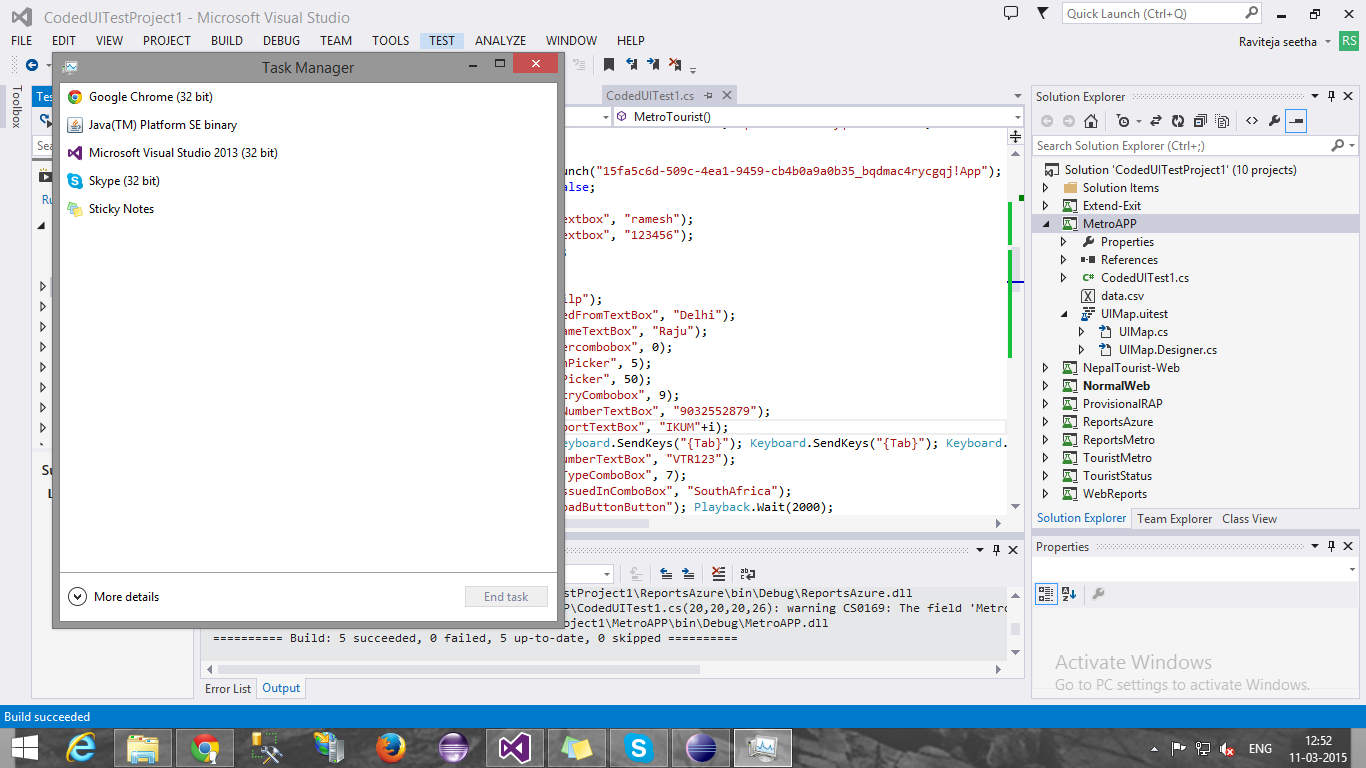 CodedUITestProject1 - Microsoft Visual Studio
Quick Launch (Ctrl+Q)
FILE EDIT VIEW PROJECT BUILD DEBUG TEAM TOOLS TEST ANALYZE WINDOW HELP
Raviteja seetha RS
Task Manager
Google Chrome (32 bit)
Java(TM) Platform SE binary
Microsoft Visual Studio 2013 (32 bit)
Skype (32 bit)
Sticky Notes
More details
End task
Toolbox
Tes
Sea
Ru
Su
L
CodedUITest1.cs
MetroTourist()
unch("15fa5c6d-509c-4ea1-9459-cb4b0a9a0b35_bqdmac4rycgqj!App");
alse;
extbox", "ramesh");
extbox", "123456");
;
ilp");
edFromTextBox", "Delhi");
ameTextBox", "Raju");
ercombobox", 0);
nPicker", 5);
Picker", 50);
tryCombobox", 9);
NumberTextBox", "9032552879");
portTextBox", "IKUM"+i);
eyboard.SendKeys("{Tab}"); Keyboard.SendKeys("{Tab}"); Keyboard.
umberTextBox", "VTR123");
TypeComboBox", 7);
ssuedInComboBox", "SouthAfrica");
oadButtonButton"); Playback.Wait(2000);
stProject1\ReportsAzure\bin\Debug\ReportsAzure.dll
P\CodedUITest1.cs(20,20,20,26): warning CS0169: The field 'Metro
oject1\MetroAPP\bin\Debug\MetroAPP.dll
========== Build: 5 succeeded, 0 failed, 5 up-to-date, 0 skipped ==========
Error List Output
Solution Explorer
Search Solution Explorer (Ctrl+;)
Solution 'CodedUITestProject1' (10 projects)
Solution Items
Extend-Exit
MetroAPP
Properties
References
CodedUITest1.cs
data.csv
UIMap.uitest
UIMap.cs
UIMap.Designer.cs
NepalTourist-Web
NormalWeb
ProvisionalRAP
ReportsAzure
ReportsMetro
TouristMetro
TouristStatus
WebReports
Solution Explorer Team Explorer Class View
Properties
Activate Windows
Go to PC settings to activate Windows.
Build succeeded
ENG
12:52
11-03-2015